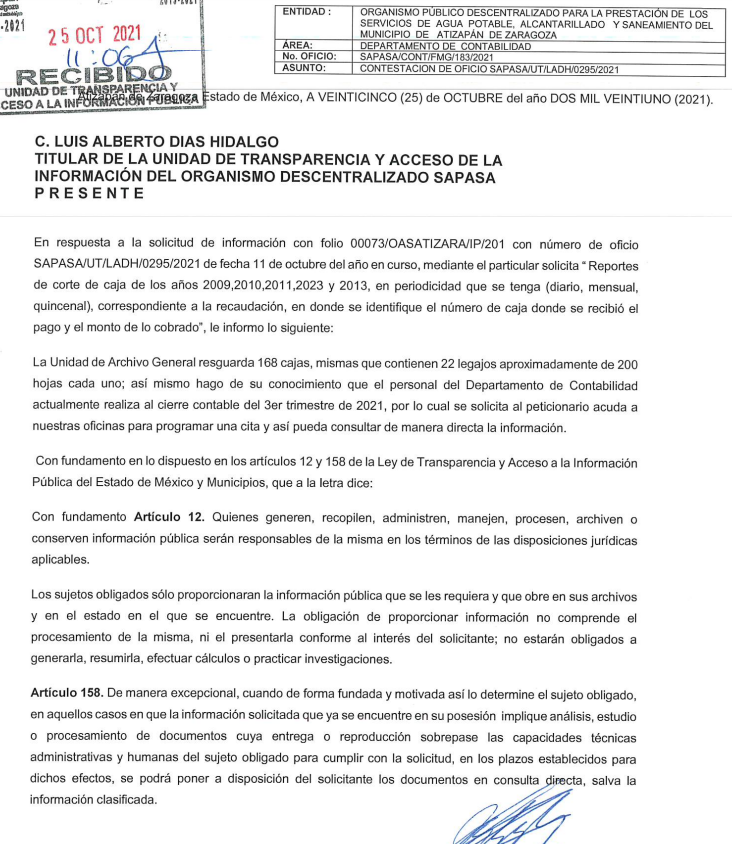 -2021
25 OCT 2021
11:06
RECIBIDO
UNIDAD DE TRANSPARENCIA Y
CESO A LA INFORMACIÓN PÚBLICA
ENTIDAD : ORGANISMO PÚBLICO DESCENTRALIZADO PARA LA PRESTACIÓN DE LOS
SERVICIOS DE AGUA POTABLE, ALCANTARILLADO Y SANEAMIENTO DEL
MUNICIPIO DE ATIZAPÁN DE ZARAGOZA
ÁREA: DEPARTAMENTO DE CONTABILIDAD
No. OFICIO: SAPASA/CONT/FMG/183/2021
ASUNTO: CONTESTACION DE OFICIO SAPASA/UT/LADH/0295/2021
Atizapán de Zaragoza Estado de México, A VEINTICINCO (25) de OCTUBRE del año DOS MIL VEINTIUNO (2021).
C. LUIS ALBERTO DIAS HIDALGO
TITULAR DE LA UNIDAD DE TRANSPARENCIA Y ACCESO DE LA
INFORMACIÓN DEL ORGANISMO DESCENTRALIZADO SAPASA
P R E S E N T E
En respuesta a la solicitud de información con folio 00073/OASATIZARA/IP/201 con número de oficio
SAPASA/UT/LADH/0295/2021 de fecha 11 de octubre del año en curso, mediante el particular solicita “ Reportes
de corte de caja de los años 2009,2010,2011,2023 y 2013, en periodicidad que se tenga (diario, mensual,
quincenal), correspondiente a la recaudación, en donde se identifique el número de caja donde se recibió el
pago y el monto de lo cobrado”, le informo lo siguiente:
La Unidad de Archivo General resguarda 168 cajas, mismas que contienen 22 legajos aproximadamente de 200
hojas cada uno; así mismo hago de su conocimiento que el personal del Departamento de Contabilidad
actualmente realiza al cierre contable del 3er trimestre de 2021, por lo cual se solicita al peticionario acuda a
nuestras oficinas para programar una cita y así pueda consultar de manera directa la información.
Con fundamento en lo dispuesto en los artículos 12 y 158 de la Ley de Transparencia y Acceso a la Información
Pública del Estado de México y Municipios, que a la letra dice:
Con fundamento Artículo 12. Quienes generen, recopilen, administren, manejen, procesen, archiven o
conserven información pública serán responsables de la misma en los términos de las disposiciones jurídicas
aplicables.
Los sujetos obligados sólo proporcionaran la información pública que se les requiera y que obre en sus archivos
y en el estado en el que se encuentre. La obligación de proporcionar información no comprende el
procesamiento de la misma, ni el presentarla conforme al interés del solicitante; no estarán obligados a
generarla, resumirla, efectuar cálculos o practicar investigaciones.
Artículo 158. De manera excepcional, cuando de forma fundada y motivada así lo determine el sujeto obligado,
en aquellos casos en que la información solicitada que ya se encuentre en su posesión implique análisis, estudio
o procesamiento de documentos cuya entrega o reproducción sobrepase las capacidades técnicas
administrativas y humanas del sujeto obligado para cumplir con la solicitud, en los plazos establecidos para
dichos efectos, se podrá poner a disposición del solicitante los documentos en consulta directa, salva la
información clasificada.